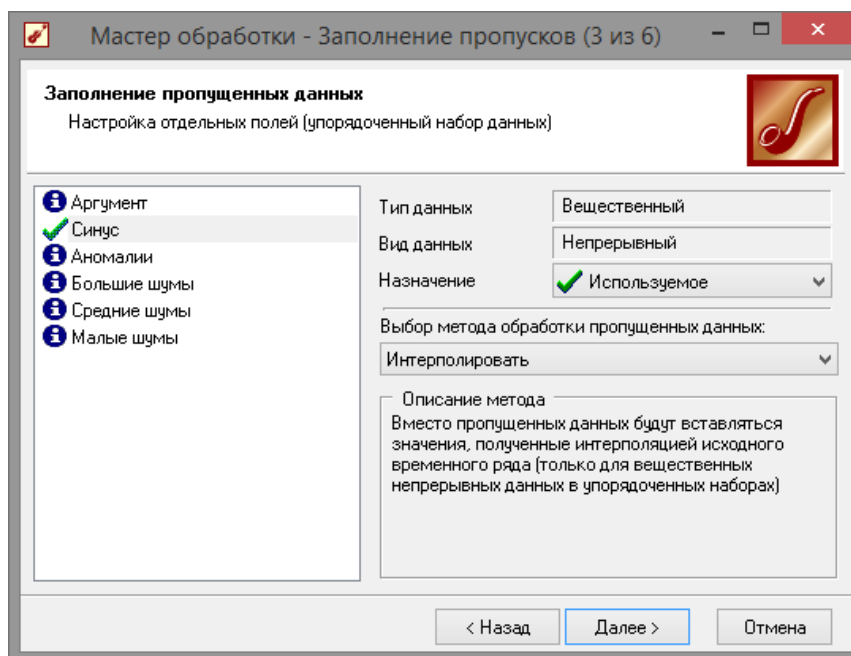 Мастер обработки - Заполнение пропусков (3 из 6)
Заполнение пропущенных данных
Настройка отдельных полей (упорядоченный набор данных)
Аргумент
Синус
Аномалии
Большие шумы
Средние шумы
Малые шумы
Тип данных
Вещественный
Вид данных
Непрерывный
Назначение
Используемое
Выбор метода обработки пропущенных данных:
Интерполировать
Описание метода
Вместо пропущенных данных будут вставляться
значения, полученные интерполяцией исходного
временного ряда (только для вещественных
непрерывных данных в упорядоченных наборах)
< Назад
Далее >
Отмена